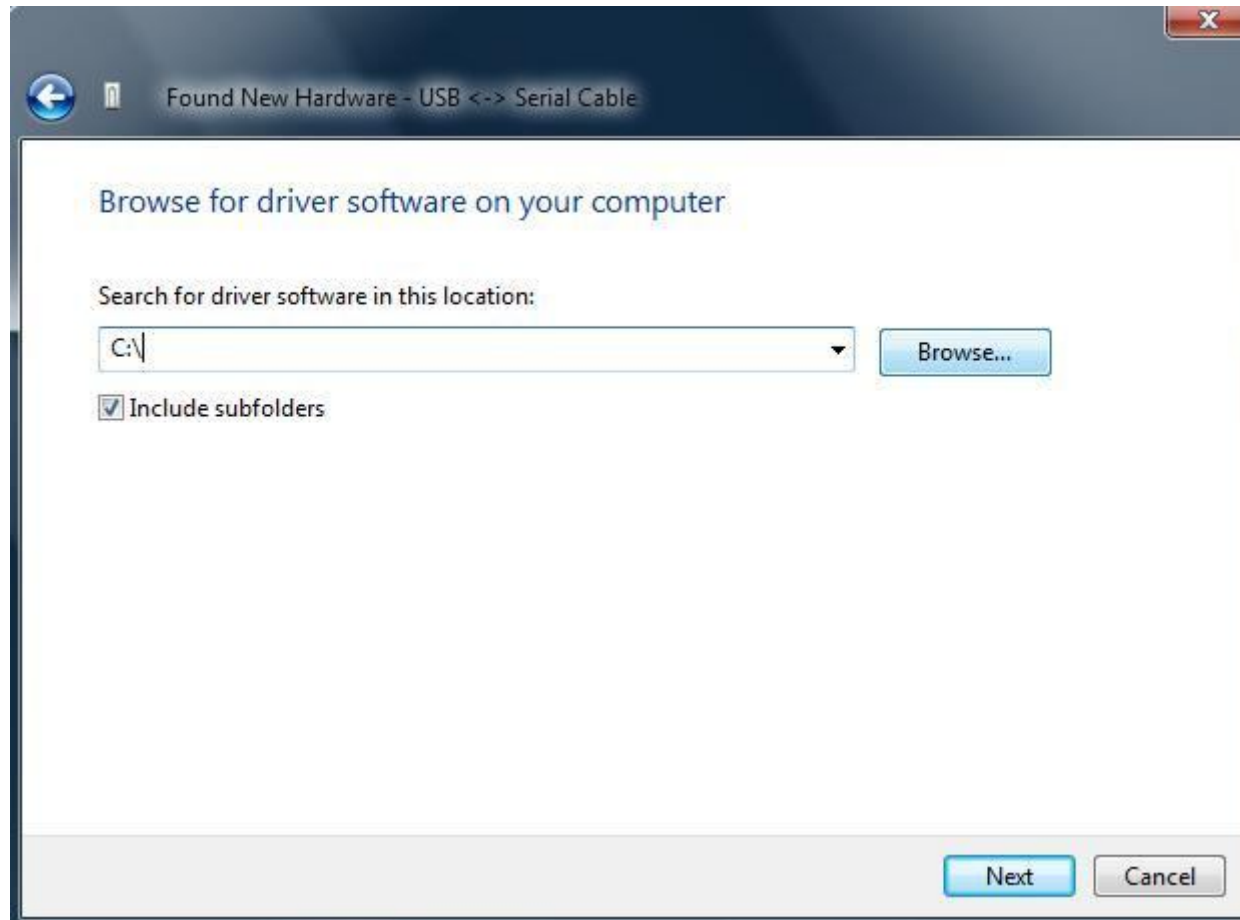 Found New Hardware - USB <-> Serial Cable
Browse for driver software on your computer
Search for driver software in this location:
C:\
Browse...
Include subfolders
Next
Cancel